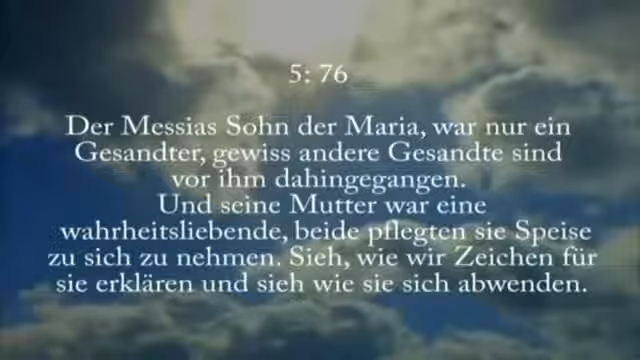 5: 76
Der Messias Sohn der Maria, war nur ein
Gesandter, gewiss andere Gesandte sind
vor ihm dahingegangen.
Und seine Mutter war eine
wahrheitsliebende, beide pflegten sie Speise
zu sich zu nehmen. Sieh, wie wir Zeichen für
sie erklären und sieh wie sie sich abwenden.